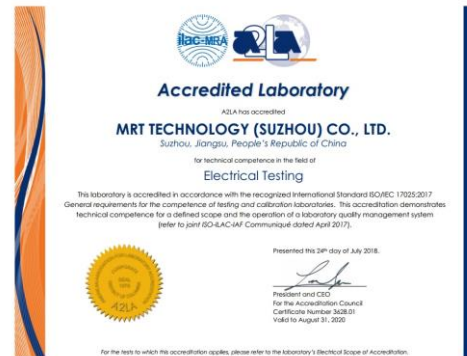 ilac-MRA
A2LA
Accredited Laboratory
A2LA has accredited
MRT TECHNOLOGY (SUZHOU) CO., LTD.
Suzhou, Jiangsu, People's Republic of China
for technical competence in the field of
Electrical Testing
This laboratory is accredited in accordance with the recognized International Standard ISO/IEC 17025:2017
General requirements for the competence of testing and calibration laboratories. This accreditation demonstrates
technical competence for a defined scope and the operation of a laboratory quality management system
(refer to joint ISO-ILAC-IAF Communiqué dated April 2017).
Presented this 24th day of July 2018.
President and CEO
For the Accreditation Council
Certificate Number 3628.01
Valid to August 31, 2020
SEAL
1978
A2LA
For the tests to which this accreditation applies, please refer to the laboratory's Electrical Scope of Accreditation.